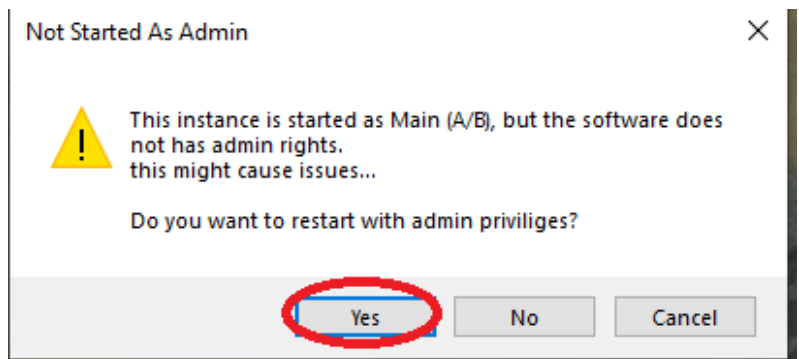 Not Started As Admin
This instance is started as Main (A/B), but the software does
not has admin rights.
this might cause issues...
Do you want to restart with admin priviliges?
Yes
No
Cancel